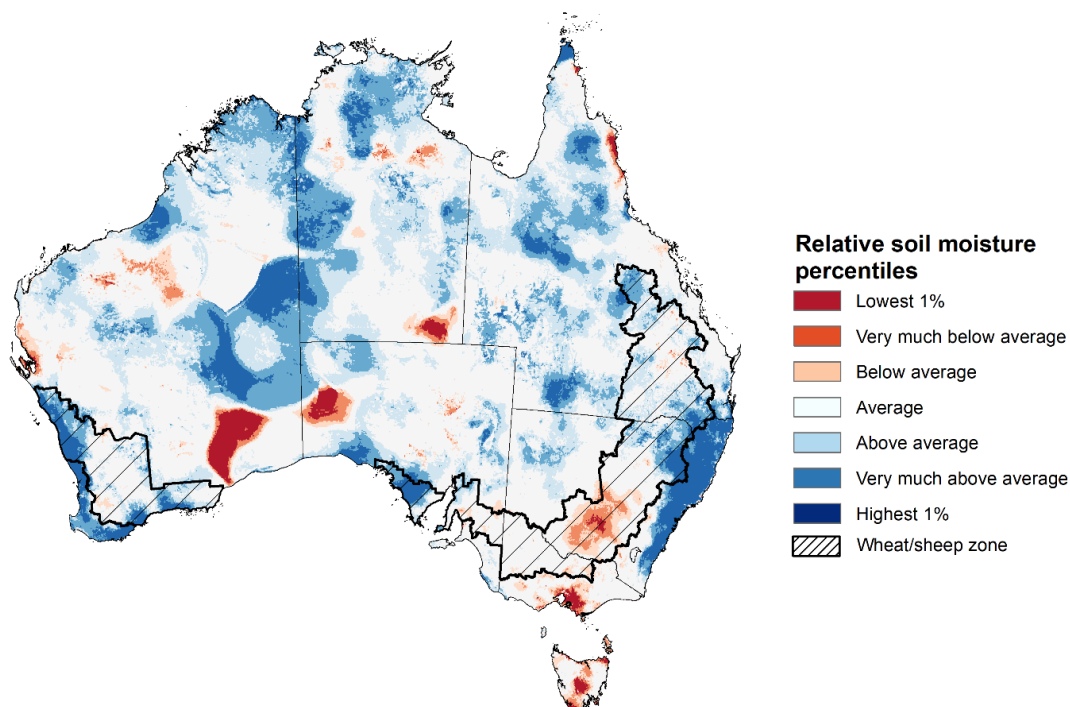 Relative soil moisture
percentiles
Lowest 1%
Very much below average
Below average
Average
Above average
Very much above average
Highest 1%
Wheat/sheep zone